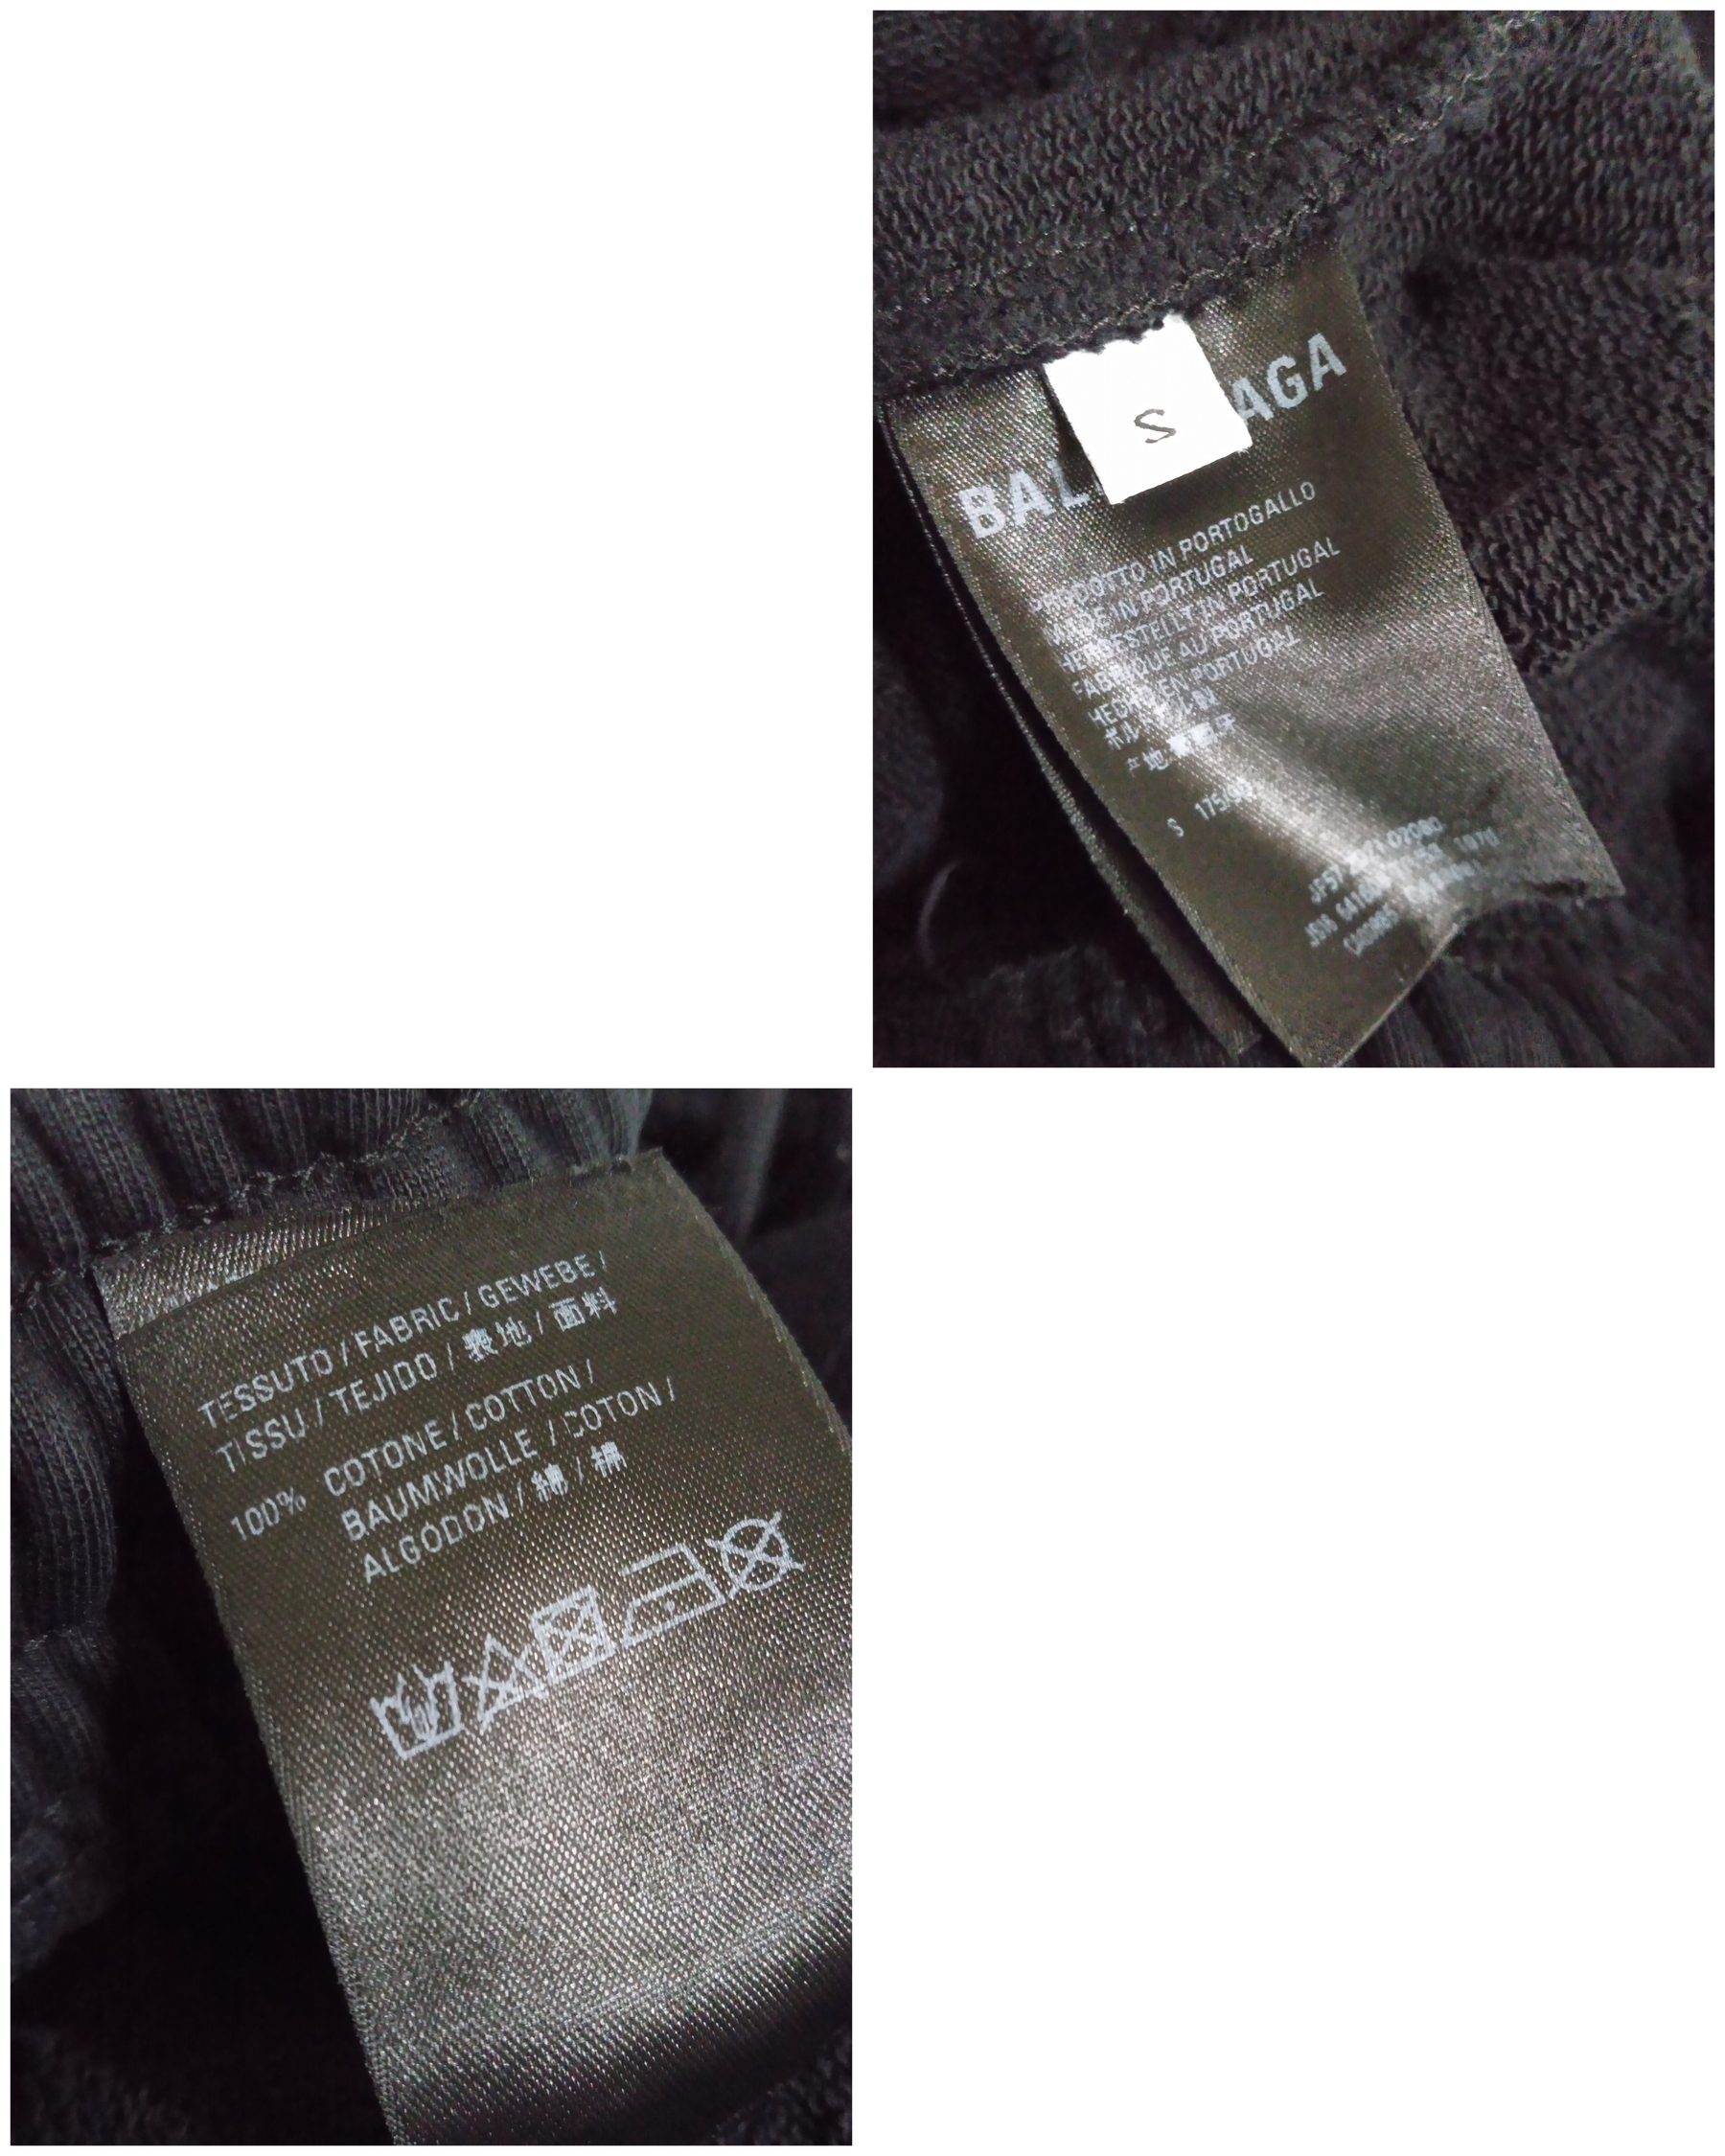 S
BAL AGA
PRODOTTO IN PORTOGALLO
MADE IN PORTUGAL
HERGESTELLT IN PORTUGAL
FABRIQUE AU PORTUGAL
HECHO EN PORTUGAL
S
TESSUTO / FABRIC / GEWEBE /
TISSU / TEJIDO / 表地 / 面料
100% COTONE / COTTON /
BAUMWOLLE / COTON /
ALGODON / 綿 / 棉